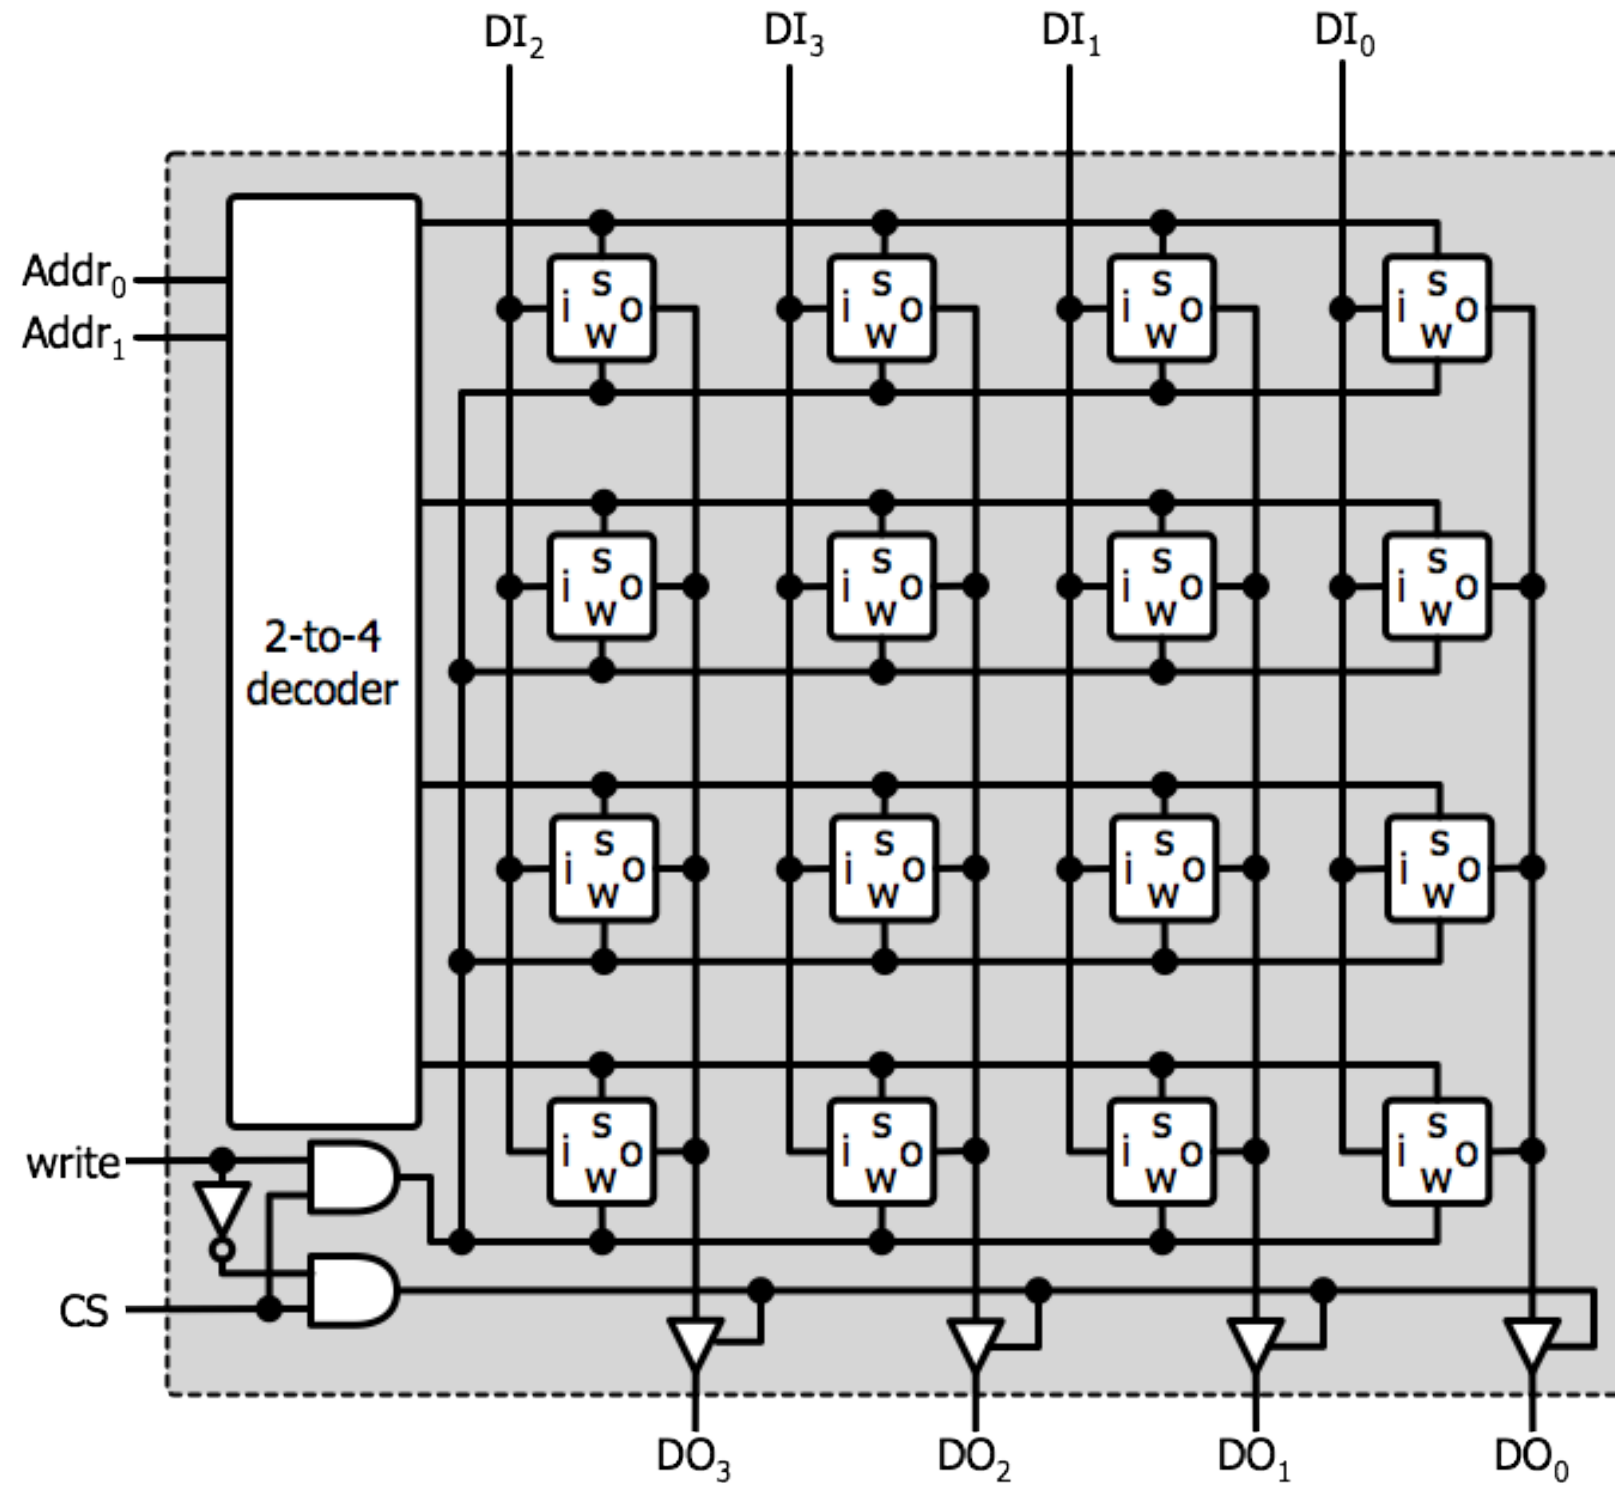 DI₂ DI₃ DI₁ DI₀
Addr₀
Addr₁
s s s s
i o i o i o i o
w w w w
s s s s
i o i o i o i o
w w w w
2-to-4
decoder
s s s s
i o i o i o i o
w w w w
s s s s
i o i o i o i o
w w w w
write
CS
DO₃ DO₂ DO₁ DO₀